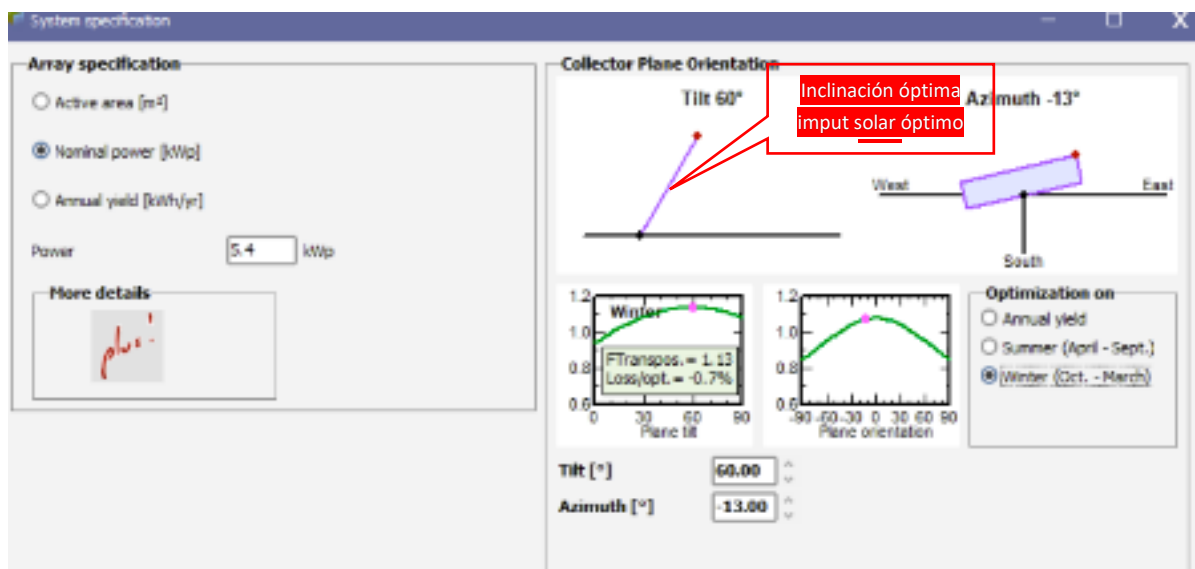 System specification
Array specification
Active area [m²]
Nominal power [kWp]
Annual yield [kWh/yr]
Power 5.4 kWp
More details
plus!
Collector Plane Orientation
Tilt 60°
Inclinación óptima
imput solar óptimo
Azimuth -13°
West
East
South
1.2
1.0
0.8
0.6
Winter
FTranspos. = 1.13
Loss/opt. = -0.7%
0 30 60 90
Plane tilt
1.2
1.0
0.8
0.6
-90 -60 -30 0 30 60 90
Plane orientation
Optimization on
Annual yield
Summer (April - Sept.)
Winter (Oct. - March)
Tilt [°] 60.00
Azimuth [°] -13.00